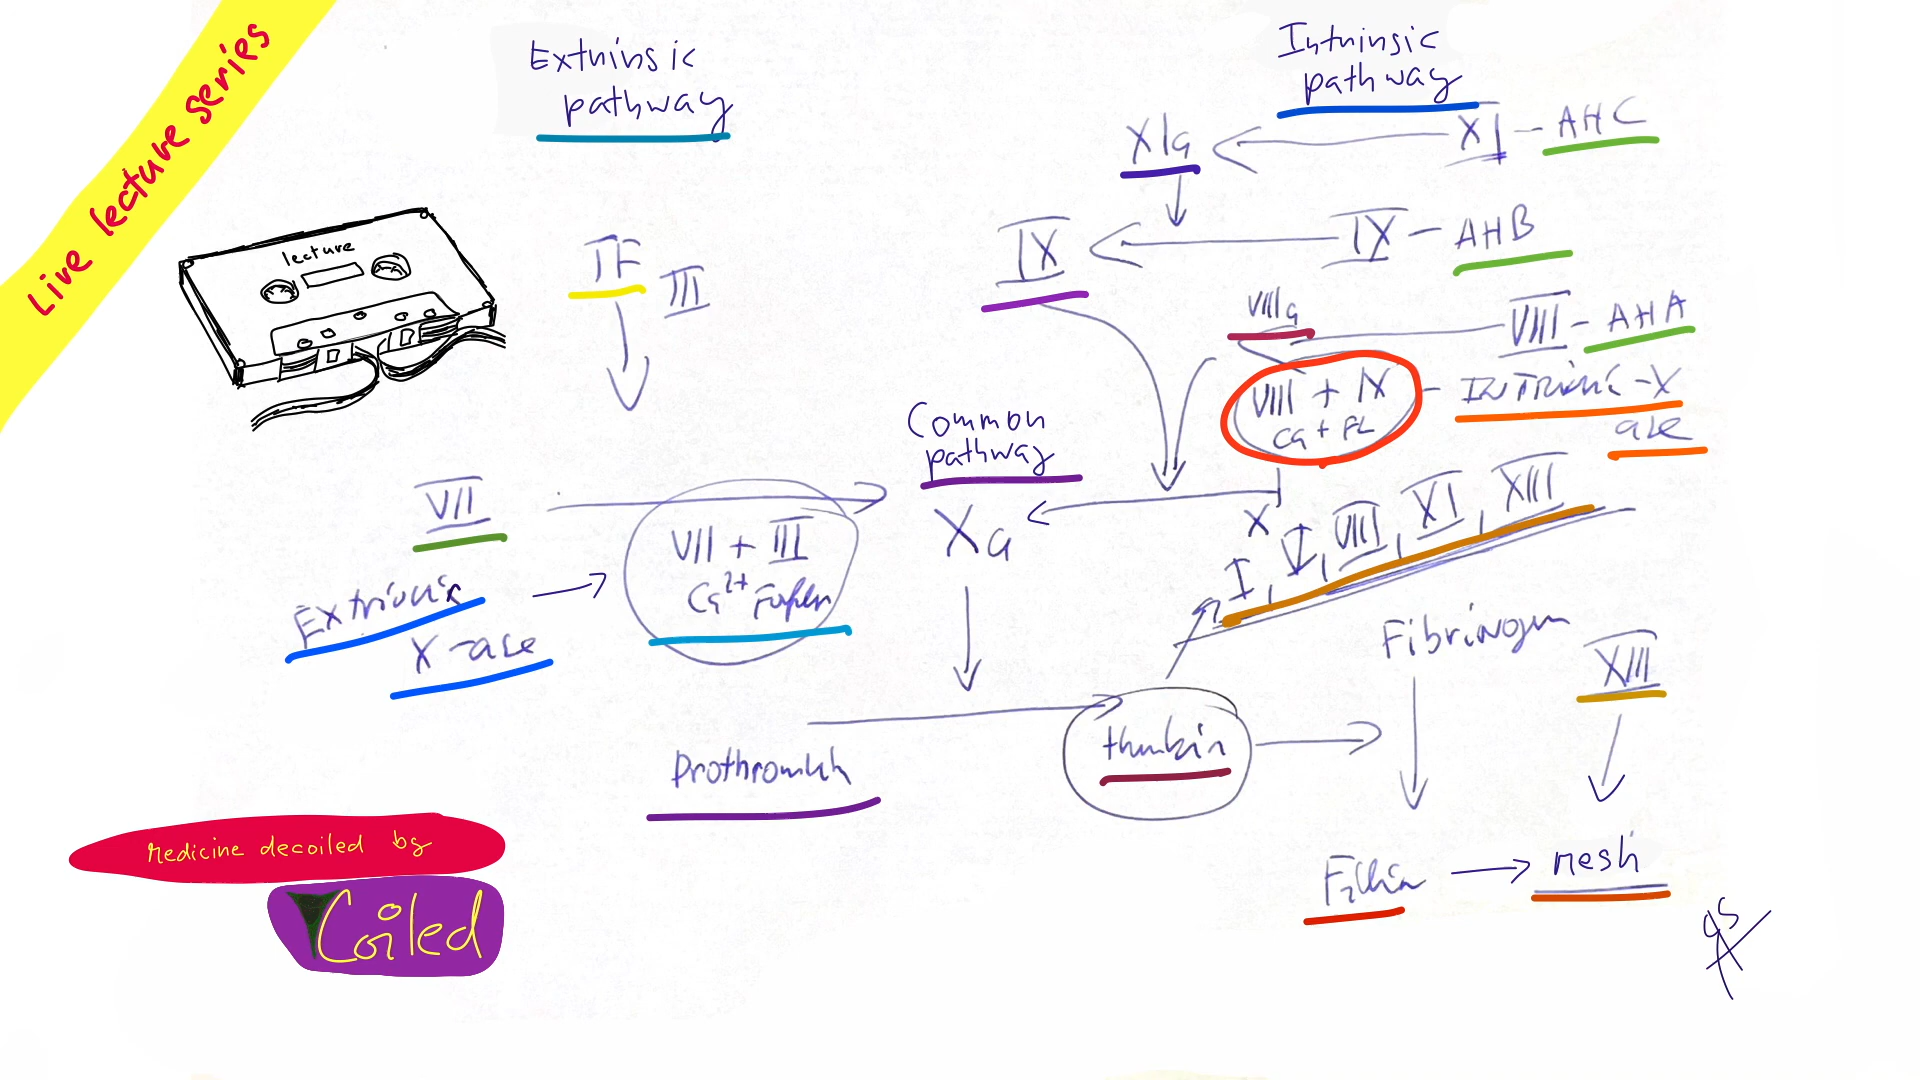 Live lecture series
Extrinsic
pathway
Intrinsic
pathway
XIa
XI - AHC
lecture
TF
III
IX
IX - AHB
VIIIa
VIII - AHA
VIII + IX
Ca + PL
- INTRINSIC - X
ase
Common
pathway
VII
VII + III
Ca2+
Xa
X
I, V, VIII, XI, XIII
Extrinsic
X-ase
Fibrinogen
XIII
Prothrombin
thrombin
Fibrin
mesh
Medicine decoiled by
Coiled